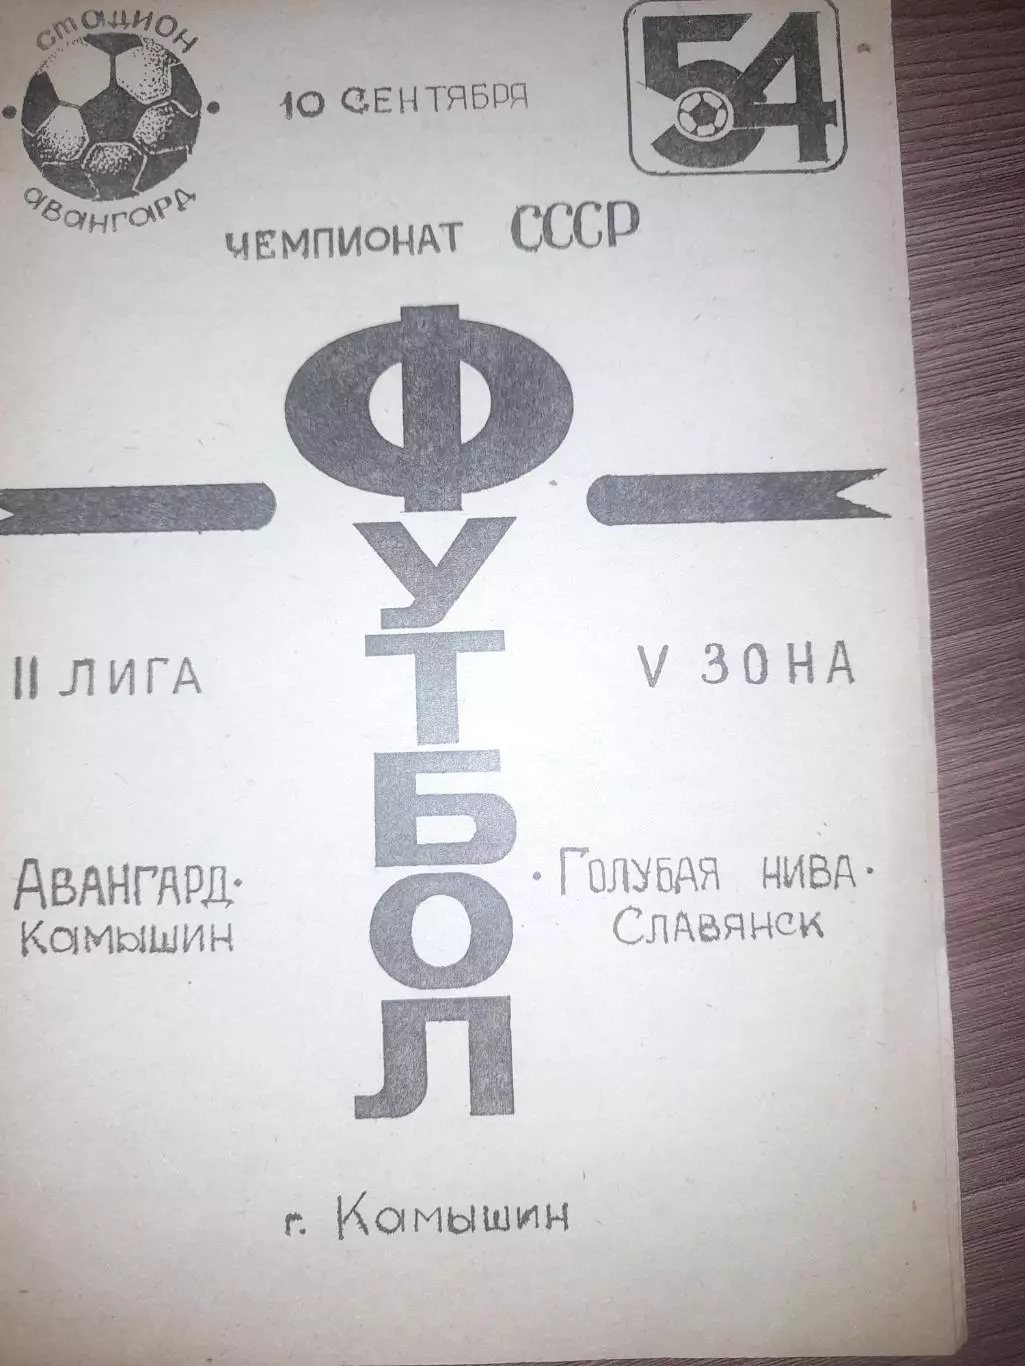 стадион
авангард
10 СЕНТЯБРЯ
54
ЧЕМПИОНАТ СССР
ФУТБОЛ
II ЛИГА
V ЗОНА
АВАНГАРД·
КАМЫШИН
· ГОЛУБАЯ НИВА ·
СЛАВЯНСК
г. КАМЫШИН